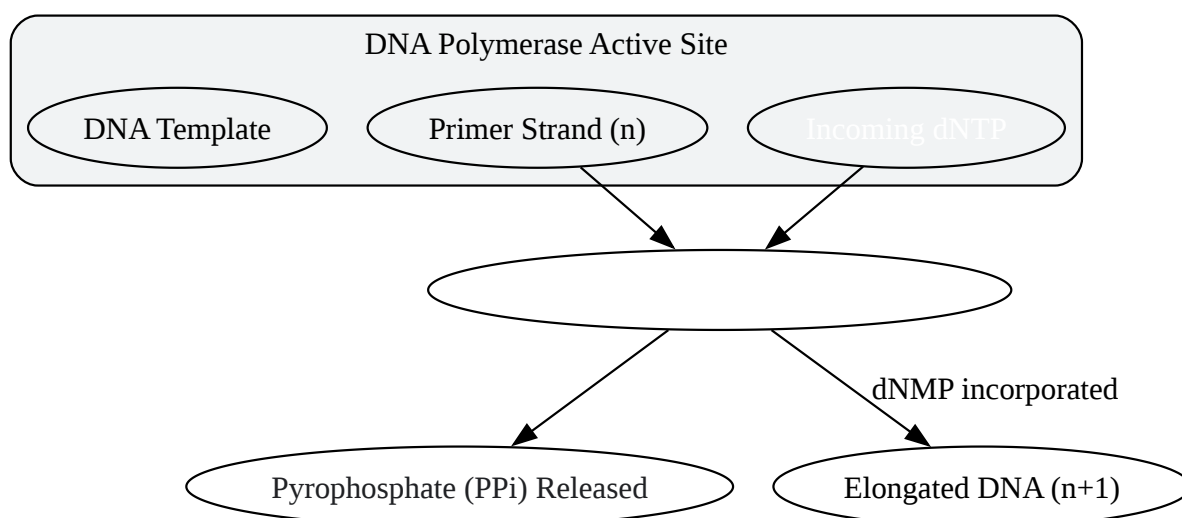 DNA Polymerase Active Site
DNA Template
Primer Strand (n)
Incoming dNTP
dNMP incorporated
Pyrophosphate (PPi) Released
Elongated DNA (n+1)